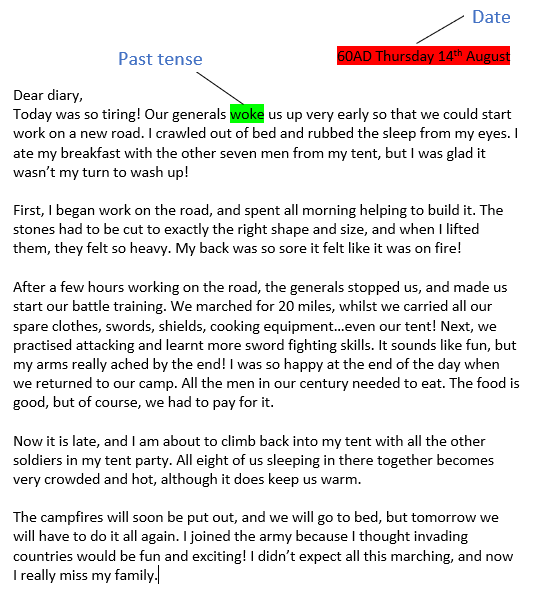 Date
Past tense
60AD Thursday 14th August
Dear diary,
Today was so tiring! Our generals woke us up very early so that we could start
work on a new road. I crawled out of bed and rubbed the sleep from my eyes. I
ate my breakfast with the other seven men from my tent, but I was glad it
wasn’t my turn to wash up!
First, I began work on the road, and spent all morning helping to build it. The
stones had to be cut to exactly the right shape and size, and when I lifted
them, they felt so heavy. My back was so sore it felt like it was on fire!
After a few hours working on the road, the generals stopped us, and made us
start our battle training. We marched for 20 miles, whilst we carried all our
spare clothes, swords, shields, cooking equipment…even our tent! Next, we
practised attacking and learnt more sword fighting skills. It sounds like fun, but
my arms really ached by the end! I was so happy at the end of the day when
we returned to our camp. All the men in our century needed to eat. The food is
good, but of course, we had to pay for it.
Now it is late, and I am about to climb back into my tent with all the other
soldiers in my tent party. All eight of us sleeping in there together becomes
very crowded and hot, although it does keep us warm.
The campfires will soon be put out, and we will go to bed, but tomorrow we
will have to do it all again. I joined the army because I thought invading
countries would be fun and exciting! I didn’t expect all this marching, and now
I really miss my family.